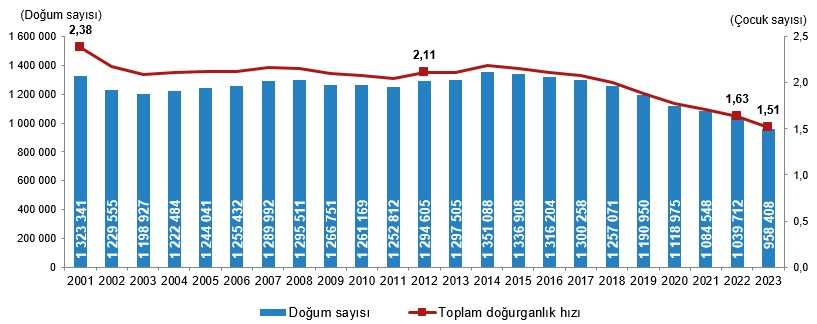 (Doğum sayısı)
(Çocuk sayısı)
2,38
2,11
1,63
1,51
1 600 000
1 400 000
1 200 000
1 000 000
800 000
600 000
400 000
200 000
0
2,5
2,0
1,5
1,0
0,5
0,0
1 323 341
1 229 555
1 198 927
1 222 484
1 244 041
1 255 432
1 289 992
1 295 511
1 266 751
1 261 169
1 252 812
1 294 605
1 297 505
1 351 088
1 336 908
1 316 204
1 300 258
1 257 071
1 190 950
1 118 975
1 084 548
1 039 712
958 408
2001 2002 2003 2004 2005 2006 2007 2008 2009 2010 2011 2012 2013 2014 2015 2016 2017 2018 2019 2020 2021 2022 2023
Doğum sayısı Toplam doğurganlık hızı